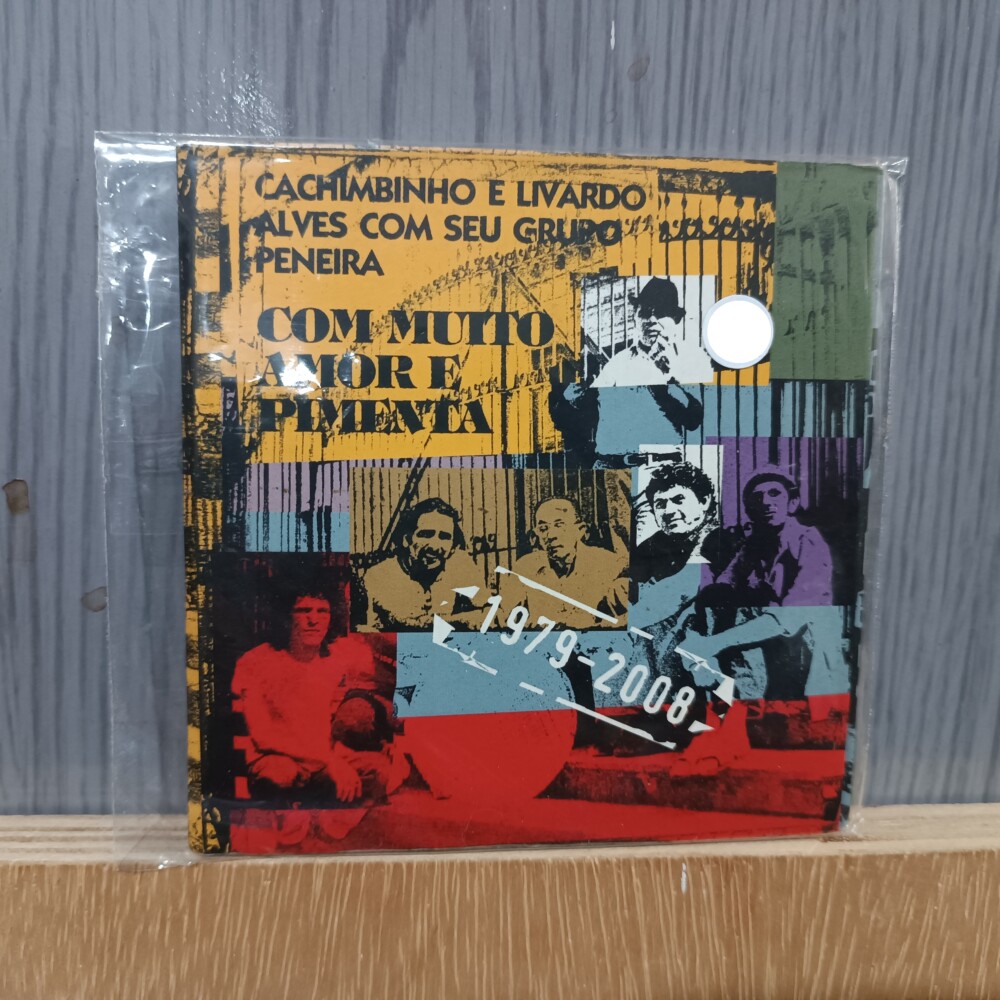 CACHIMBINHO E LIVARDO
ALVES COM SEU GRUPO
PENEIRA
COM MUITO
AMOR E
PIMENTA
1979-2008